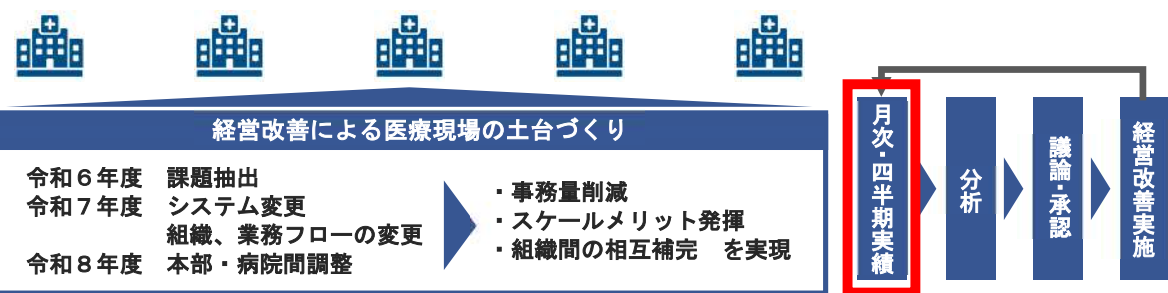 経営改善による医療現場の土台づくり
令和６年度　課題抽出
令和７年度　システム変更
組織、業務フローの変更
令和８年度　本部・病院間調整
・事務量削減
・スケールメリット発揮
・組織間の相互補完　を実現
月次・四半期実績
分析
議論・承認
経営改善実施